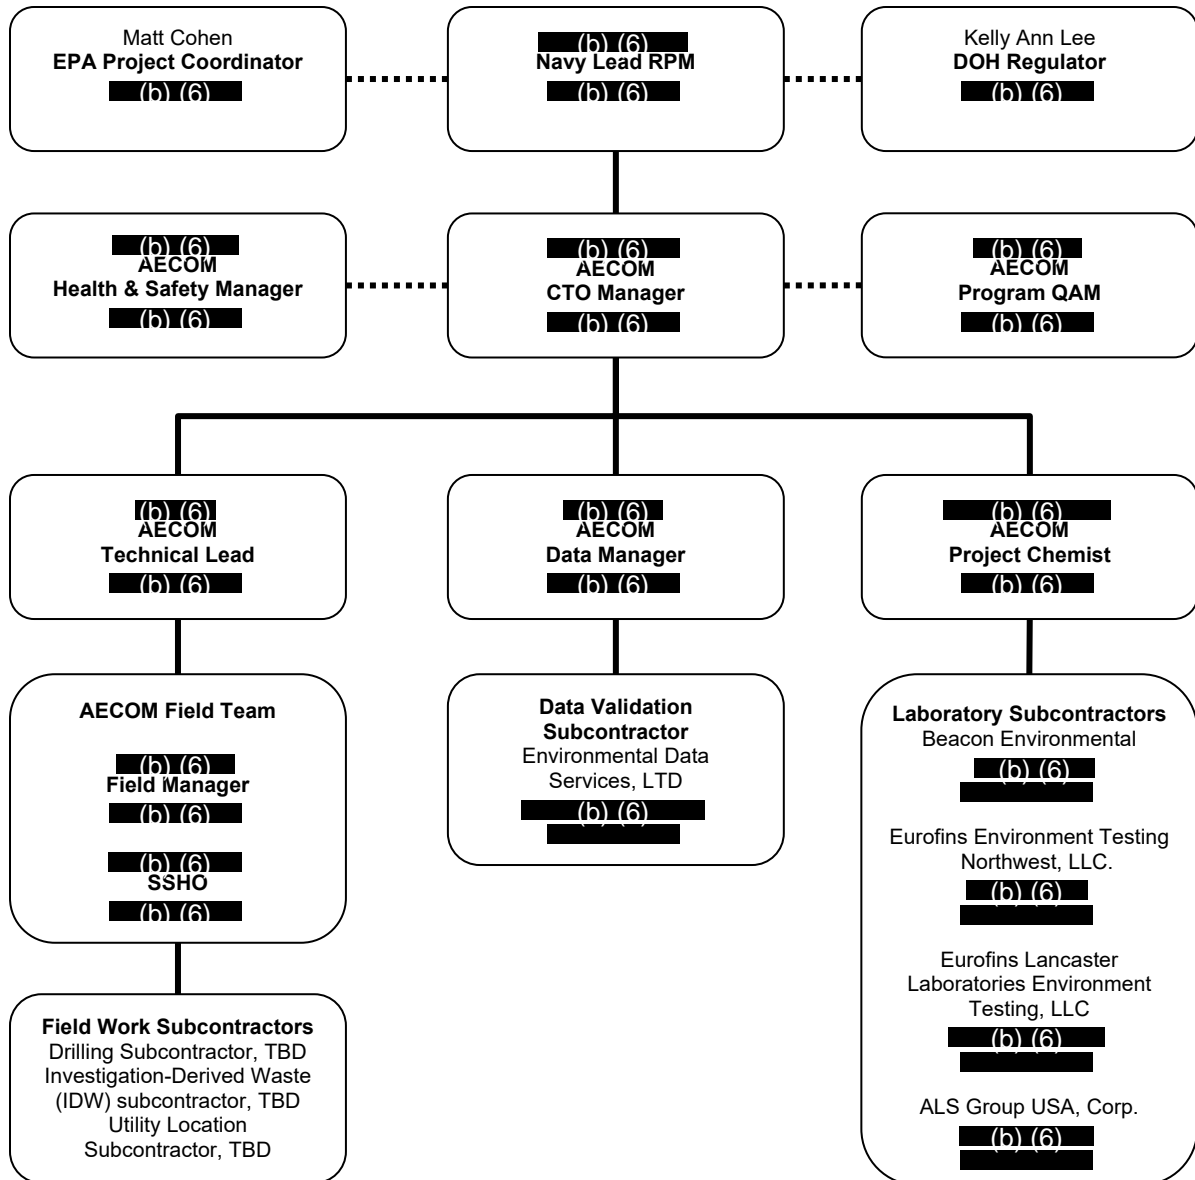 Matt Cohen
EPA Project Coordinator
(b) (6)
(b) (6)
Navy Lead RPM
(b) (6)
Kelly Ann Lee
DOH Regulator
(b) (6)
(b) (6)
AECOM
Health & Safety Manager
(b) (6)
(b) (6)
AECOM
CTO Manager
(b) (6)
(b) (6)
AECOM
Program QAM
(b) (6)
(b) (6)
AECOM
Technical Lead
(b) (6)
(b) (6)
AECOM
Data Manager
(b) (6)
(b) (6)
AECOM
Project Chemist
(b) (6)
AECOM Field Team
(b) (6)
Field Manager
(b) (6)
(b) (6)
SSHO
(b) (6)
Data Validation
Subcontractor
Environmental Data
Services, LTD
(b) (6)
Laboratory Subcontractors
Beacon Environmental
(b) (6)
Eurofins Environment Testing
Northwest, LLC.
(b) (6)
Eurofins Lancaster
Laboratories Environment
Testing, LLC
(b) (6)
ALS Group USA, Corp.
(b) (6)
Field Work Subcontractors
Drilling Subcontractor, TBD
Investigation-Derived Waste
(IDW) subcontractor, TBD
Utility Location
Subcontractor, TBD